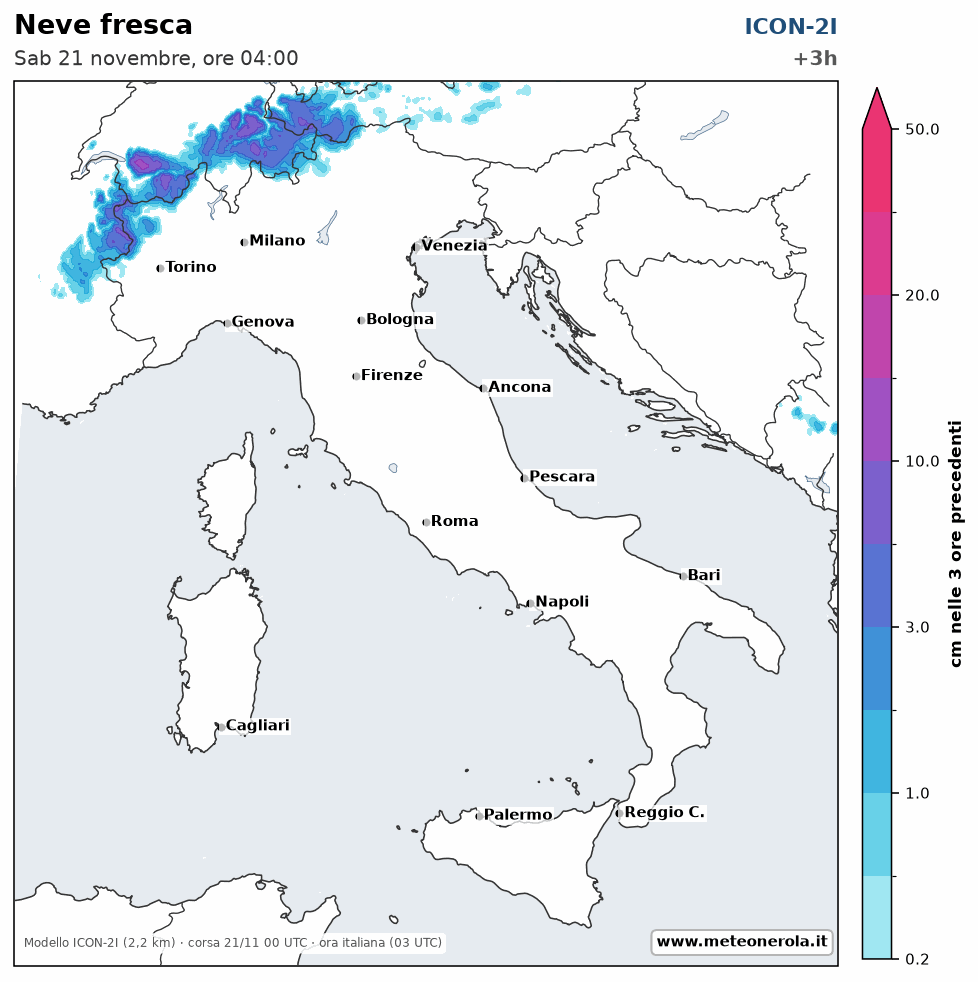 Neve fresca
ICON-2I
Sab 21 novembre, ore 04:00
+3h
50.0
Milano
Venezia
Torino
20.0
Genova
Bologna
Firenze
Ancona
10.0
Pescara
Roma
cm nelle 3 ore precedenti
Bari
Napoli
3.0
Cagliari
1.0
Palermo
Reggio C.
Modello ICON-2I (2,2 km) · corsa 21/11 00 UTC · ora italiana (03 UTC)
www.meteonerola.it
0.2